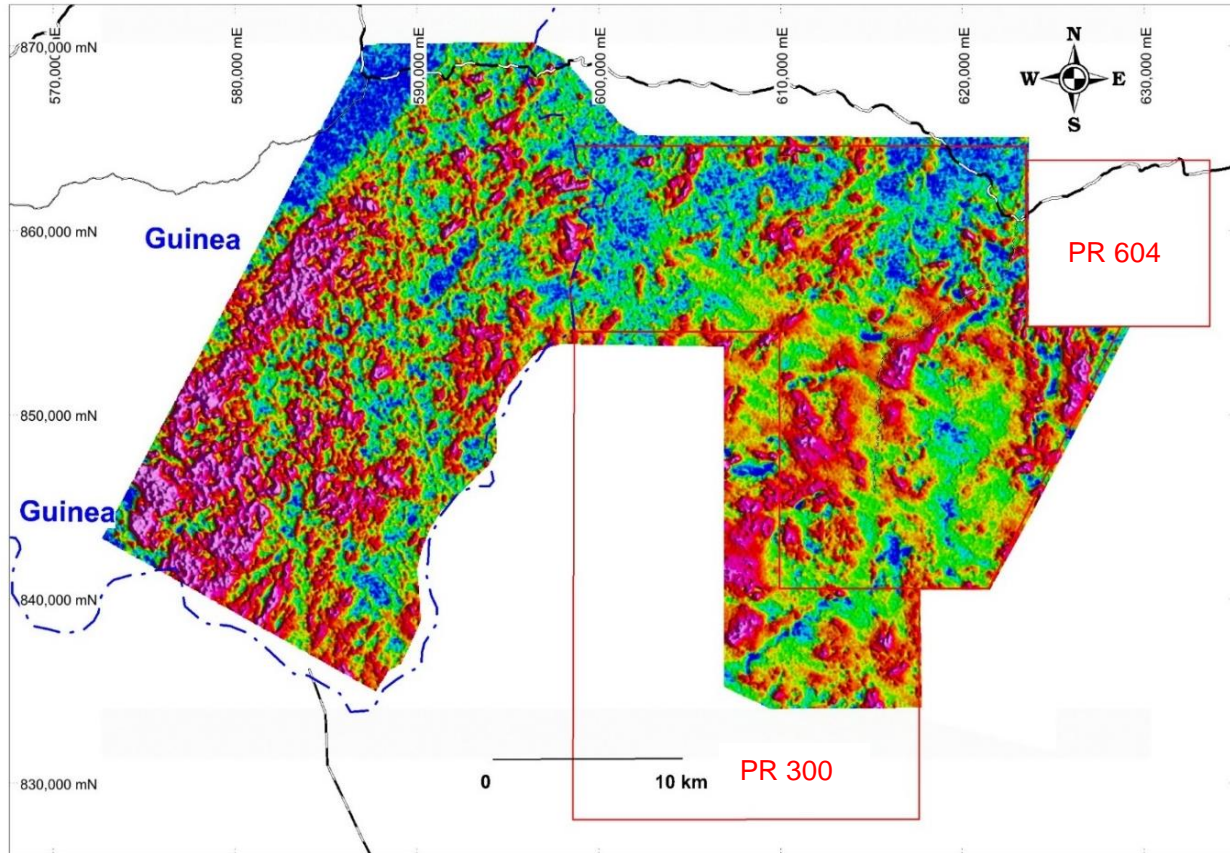 870,000 mN
570,000 mE
580,000 mE
590,000 mE
600,000 mE
610,000 mE
620,000 mE
630,000 mE
N
W E
S
860,000 mN
Guinea
PR 604
850,000 mN
Guinea
840,000 mN
830,000 mN
0 10 km
PR 300